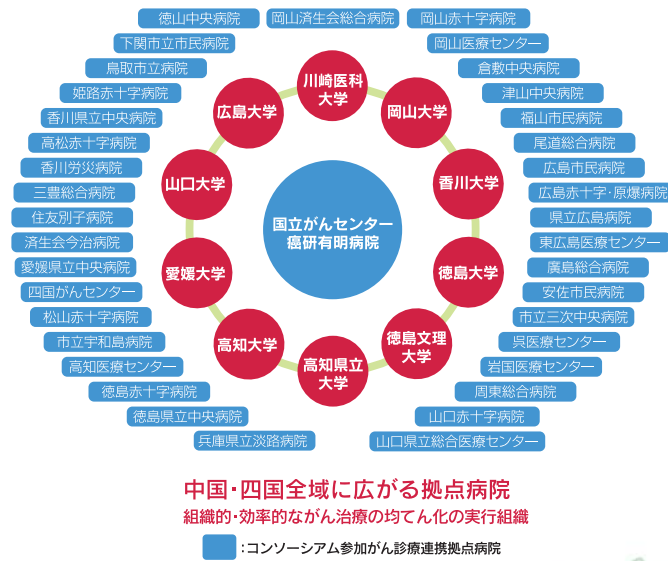 徳山中央病院
岡山済生会総合病院
岡山赤十字病院
下関市立市民病院
岡山医療センター
鳥取市立病院
倉敷中央病院
姫路赤十字病院
津山中央病院
香川県立中央病院
福山市民病院
高松赤十字病院
尾道総合病院
香川労災病院
広島市民病院
三豊総合病院
広島赤十字・原爆病院
住友別子病院
県立広島病院
済生会今治病院
東広島医療センター
愛媛県立中央病院
廣島総合病院
四国がんセンター
安佐市民病院
松山赤十字病院
市立三次中央病院
市立宇和島病院
呉医療センター
高知医療センター
岩国医療センター
徳島赤十字病院
周東総合病院
徳島県立中央病院
山口赤十字病院
兵庫県立淡路病院
山口県立総合医療センター
川崎医科
大学
広島大学
岡山大学
山口大学
香川大学
国立がんセンター
癌研有明病院
愛媛大学
徳島大学
高知大学
徳島文理
大学
高知県立
大学
中国・四国全域に広がる拠点病院
組織的・効率的ながん治療の均てん化の実行組織
：コンソーシアム参加がん診療連携拠点病院